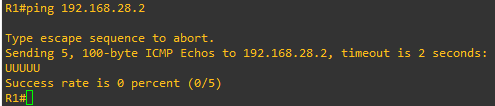 R1#ping 192.168.28.2
Type escape sequence to abort.
Sending 5, 100-byte ICMP Echos to 192.168.28.2, timeout is 2 seconds:
UUUUU
Success rate is 0 percent (0/5)
R1#